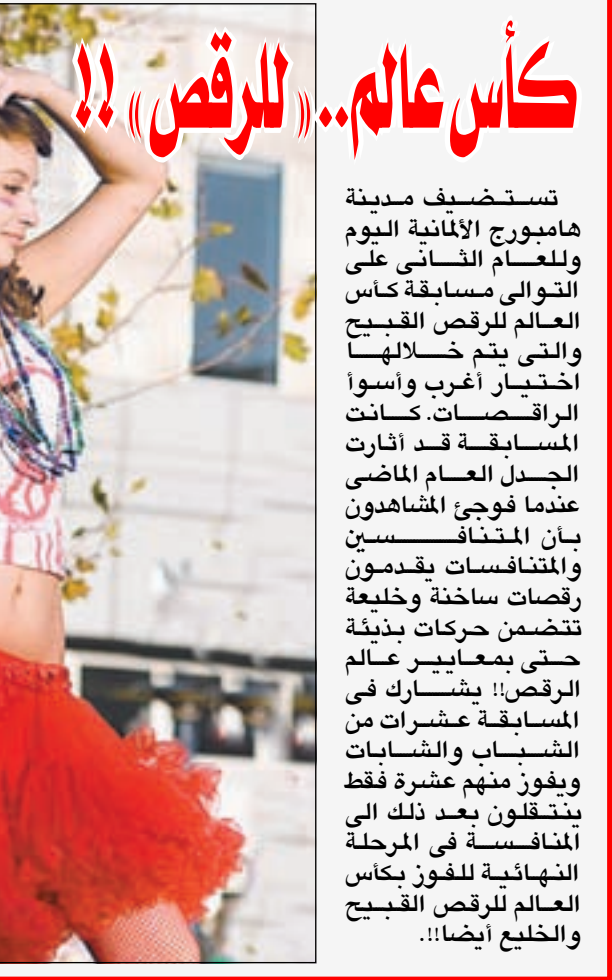 كأس عالم.. «للرقص» !!
تستضيف مدينة
هامبورج الألمانية اليوم
وللعام الثانى على
التوالى مسابقة كأس
العالم للرقص القبيح
والتى يتم خلالها
اختيار أغرب وأسوأ
الراقصات. كانت
المسابقة قد أثارت
الجدل العام الماضى
عندما فوجئ المشاهدون
بأن المتنافسين
والمتنافسات يقدمون
رقصات ساخنة وخليعة
تتضمن حركات بذيئة
حتى بمعايير عالم
الرقص!! يشارك فى
المسابقة عشرات من
الشباب والشابات
ويفوز منهم عشرة فقط
ينتقلون بعد ذلك الى
المنافسة فى المرحلة
النهائية للفوز بكأس
العالم للرقص القبيح
والخليع أيضا!!.